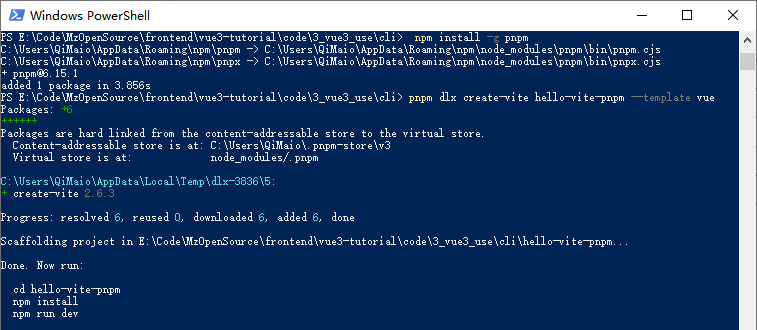 Windows PowerShell
PS E:\Code\MzOpenSource\frontend\vue3-tutorial\code\3_vue3_use\cli>  npm install -g pnpm
C:\Users\QiMaio\AppData\Roaming\npm\pnpm -> C:\Users\QiMaio\AppData\Roaming\npm\node_modules\pnpm\bin\pnpm.cjs
C:\Users\QiMaio\AppData\Roaming\npm\pnpx -> C:\Users\QiMaio\AppData\Roaming\npm\node_modules\pnpm\bin\pnpx.cjs
+ pnpm@6.15.1
added 1 package in 3.856s
PS E:\Code\MzOpenSource\frontend\vue3-tutorial\code\3_vue3_use\cli> pnpm dlx create-vite hello-vite-pnpm --template vue
Packages: +6
++++++
Packages are hard linked from the content-addressable store to the virtual store.
  Content-addressable store is at: C:\Users\QiMaio\.pnpm-store\v3
  Virtual store is at:             node_modules/.pnpm
C:\Users\QiMaio\AppData\Local\Temp\dlx-3836\5:
+ create-vite 2.6.3
Progress: resolved 6, reused 0, downloaded 6, added 6, done
Scaffolding project in E:\Code\MzOpenSource\frontend\vue3-tutorial\code\3_vue3_use\cli\hello-vite-pnpm...
Done. Now run:
  cd hello-vite-pnpm
  npm install
  npm run dev